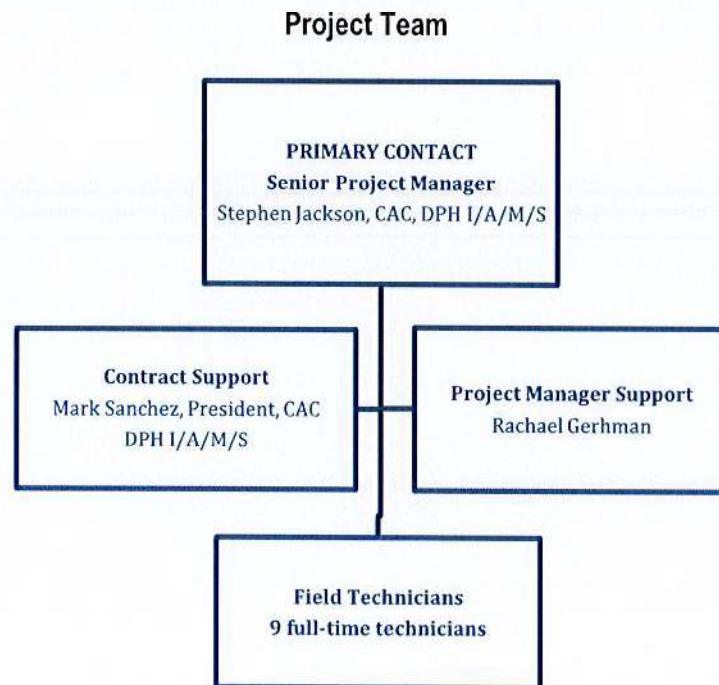 Project Team
PRIMARY CONTACT
Senior Project Manager
Stephen Jackson, CAC, DPH I/A/M/S
Contract Support
Mark Sanchez, President, CAC
DPH I/A/M/S
Project Manager Support
Rachael Gerhman
Field Technicians
9 full-time technicians